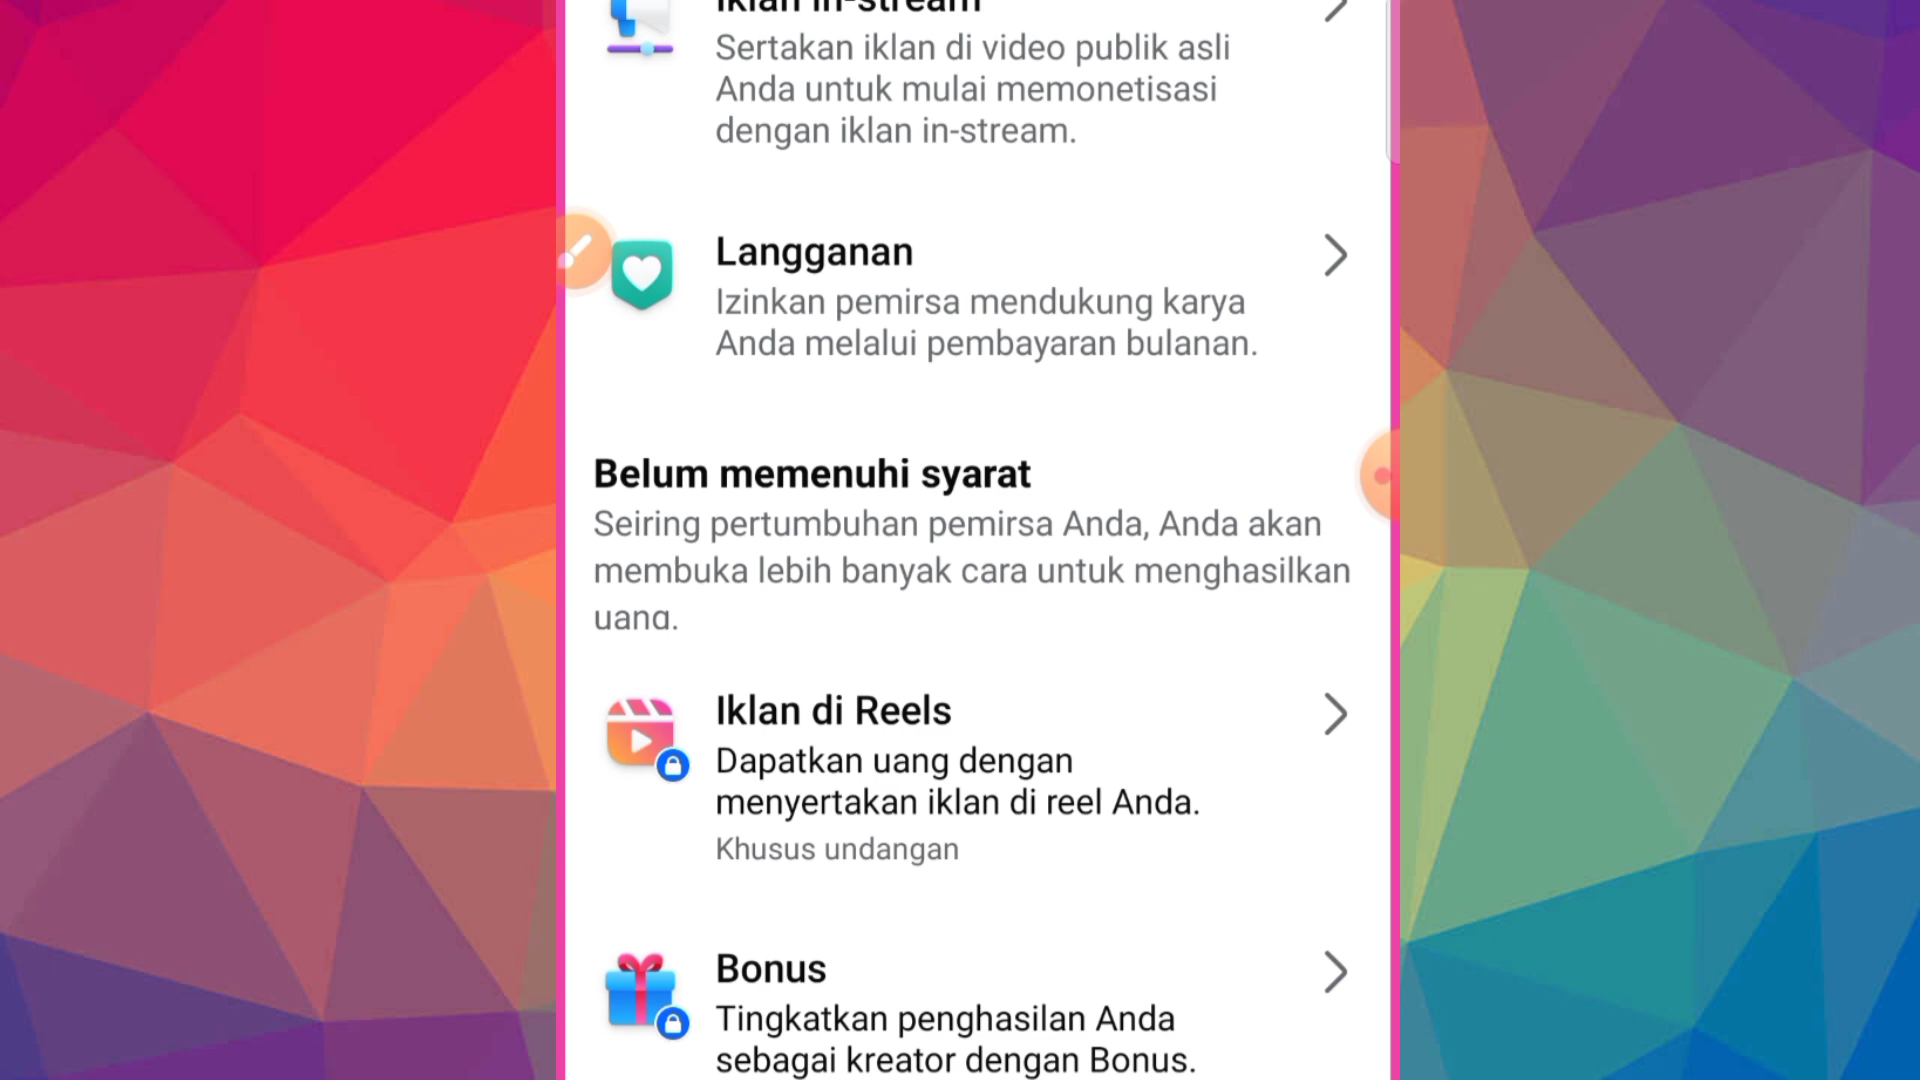 Iklan in-stream
Sertakan iklan di video publik asli
Anda untuk mulai memonetisasi
dengan iklan in-stream.
Langganan
Izinkan pemirsa mendukung karya
Anda melalui pembayaran bulanan.
Belum memenuhi syarat
Seiring pertumbuhan pemirsa Anda, Anda akan
membuka lebih banyak cara untuk menghasilkan
uang.
Iklan di Reels
Dapatkan uang dengan
menyertakan iklan di reel Anda.
Khusus undangan
Bonus
Tingkatkan penghasilan Anda
sebagai kreator dengan Bonus.